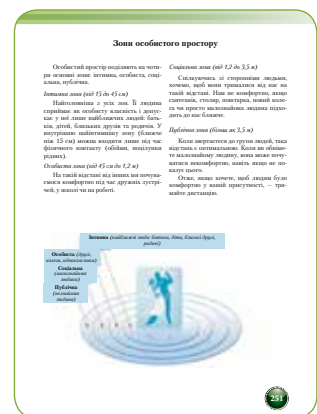 Зони особистого простору
Особистий простір поділяють на чоти-
ри основні зони: інтимна, особиста, соці-
альна, публічна.
Інтимна зона (від 15 до 45 см)
Найголовніша з усіх зон. Її людина
сприймає як особисту власність і допус-
кає у неї лише найближчих людей: бать-
ків, дітей, близьких друзів та родичів. У
внутрішню найінтимнішу зону (ближче
ніж 15 см) можна входити лише під час
фізичного контакту (обійми, поцілунки
рідних).
Особиста зона (від 45 см до 1,2 м)
На такій відстані від інших ми почува-
ємося комфортно під час дружніх зустрі-
чей, у школі чи на роботі.
Соціальна зона (від 1,2 до 3,5 м)
Спілкуючись зі сторонніми людьми,
хочемо, щоб вони трималися від нас на
такій відстані. Нам не комфортно, якщо
сантехнік, столяр, повитарка, новий коле-
га чи просто малознайома людина підхо-
дять до нас ближче.
Публічна зона (більш як 3,5 м)
Коли звертаєтеся до групи людей, така
відстань є оптимальною. Коли ви обніме-
те малознайому людину, вона може почу-
ватися некомфортно, навіть якщо не по-
казує цього.
Отже, якщо хочете, щоб людям було
комфортно у вашій присутності, — три-
майте дистанцію.
Інтимна (найближчі люди: батьки, діти, близькі друзі,
родичі)
Особиста (друзі,
колеги, однокласники)
Соціальна
(малознайомі
людини)
Публічна
(незнайомі
людини)
251